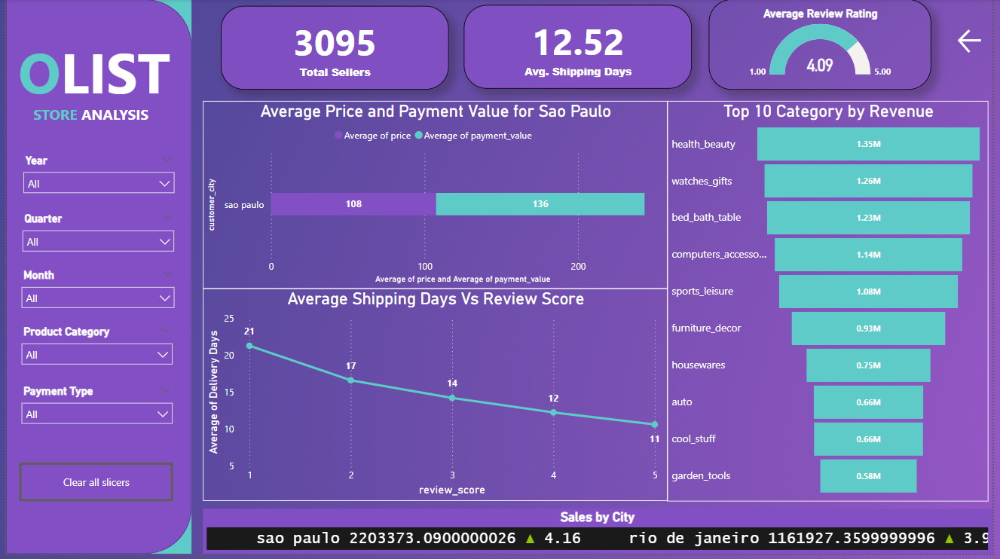 OLIST
STORE ANALYSIS
Year
All
Quarter
All
Month
All
Product Category
All
Payment Type
All
Clear all slicers
3095
Total Sellers
12.52
Avg. Shipping Days
Average Review Rating
4.09
1.00
5.00
Average Price and Payment Value for Sao Paulo
Average of price Average of payment_value
customer_city
sao paulo 108 136
0 100 200
Average of price and Average of payment_value
Average Shipping Days Vs Review Score
Average of Delivery Days
25
20
15
10
5
21
17
14
12
11
1 2 3 4 5
review_score
Top 10 Category by Revenue
health_beauty 1.35M
watches_gifts 1.26M
bed_bath_table 1.23M
computers_accesso... 1.14M
sports_leisure 1.08M
furniture_decor 0.93M
housewares 0.75M
auto 0.66M
cool_stuff 0.66M
garden_tools 0.58M
Sales by City
sao paulo 2203373.0900000026 ▲ 4.16 rio de janeiro 1161927.3599999996 ▲ 3.9